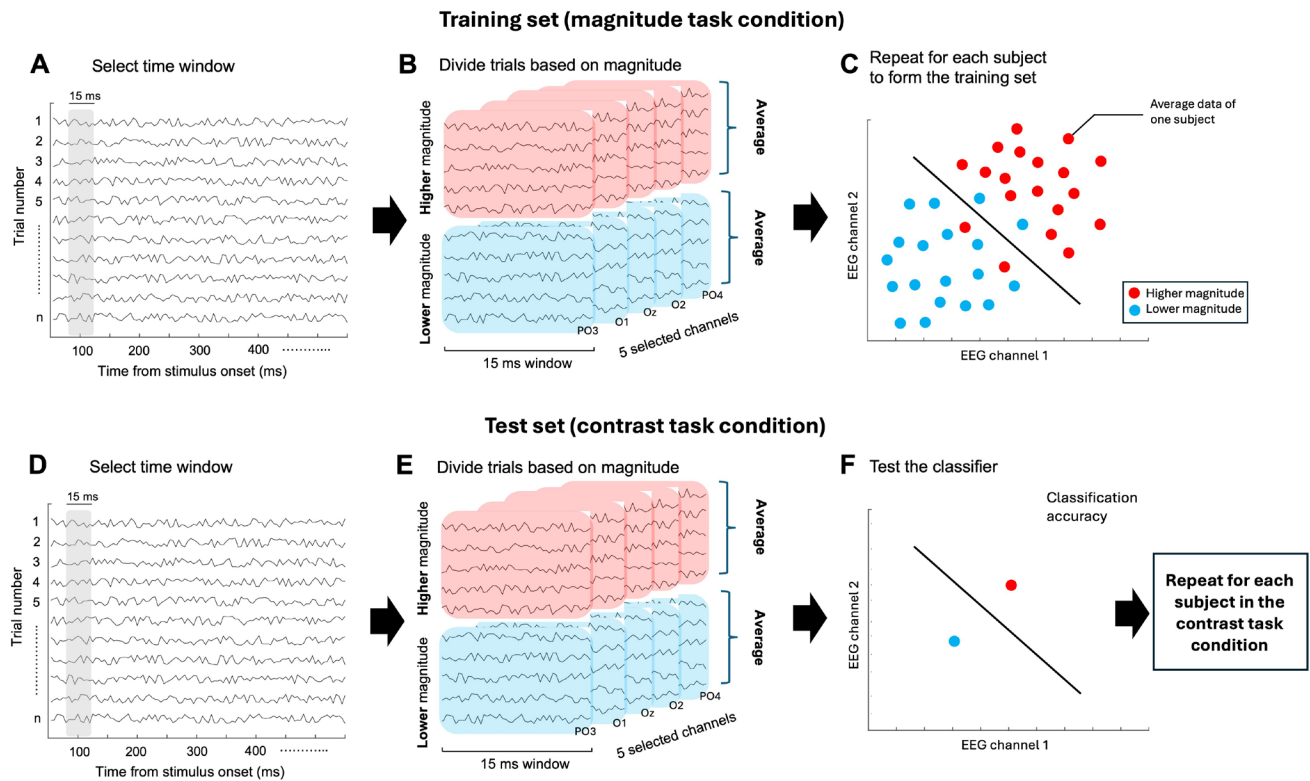 Training set (magnitude task condition)
A
Select time window
15 ms
Trial number
1
2
3
4
5
n
100
200
300
400
Time from stimulus onset (ms)
B
Divide trials based on magnitude
Higher magnitude
Lower magnitude
Average
Average
PO3
O1
Oz
O2
PO4
5 selected channels
15 ms window
C
Repeat for each subject
to form the training set
Average data of
one subject
EEG channel 2
Higher magnitude
Lower magnitude
EEG channel 1
Test set (contrast task condition)
D
Select time window
15 ms
Trial number
1
2
3
4
5
n
100
200
300
400
Time from stimulus onset (ms)
E
Divide trials based on magnitude
Higher magnitude
Lower magnitude
Average
Average
PO3
O1
Oz
O2
PO4
5 selected channels
15 ms window
F
Test the classifier
Classification
accuracy
EEG channel 2
EEG channel 1
Repeat for each
subject in the
contrast task
condition